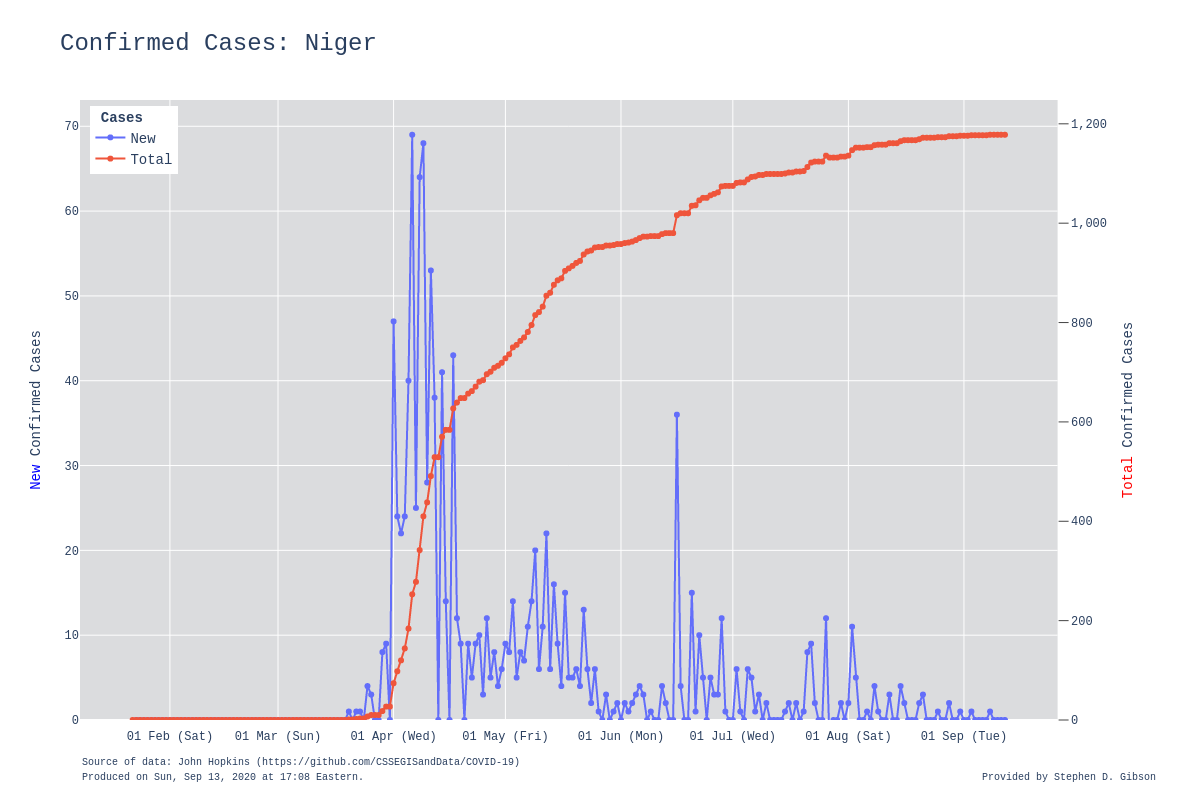 Confirmed Cases: Niger
Cases
New
Total
70
60
50
40
30
20
10
0
1,200
1,000
800
600
400
200
0
New Confirmed Cases
Total Confirmed Cases
01 Feb (Sat) 01 Mar (Sun) 01 Apr (Wed) 01 May (Fri) 01 Jun (Mon) 01 Jul (Wed) 01 Aug (Sat) 01 Sep (Tue)
Source of data: John Hopkins (https://github.com/CSSEGISandData/COVID-19)
Produced on Sun, Sep 13, 2020 at 17:08 Eastern.
Provided by Stephen D. Gibson